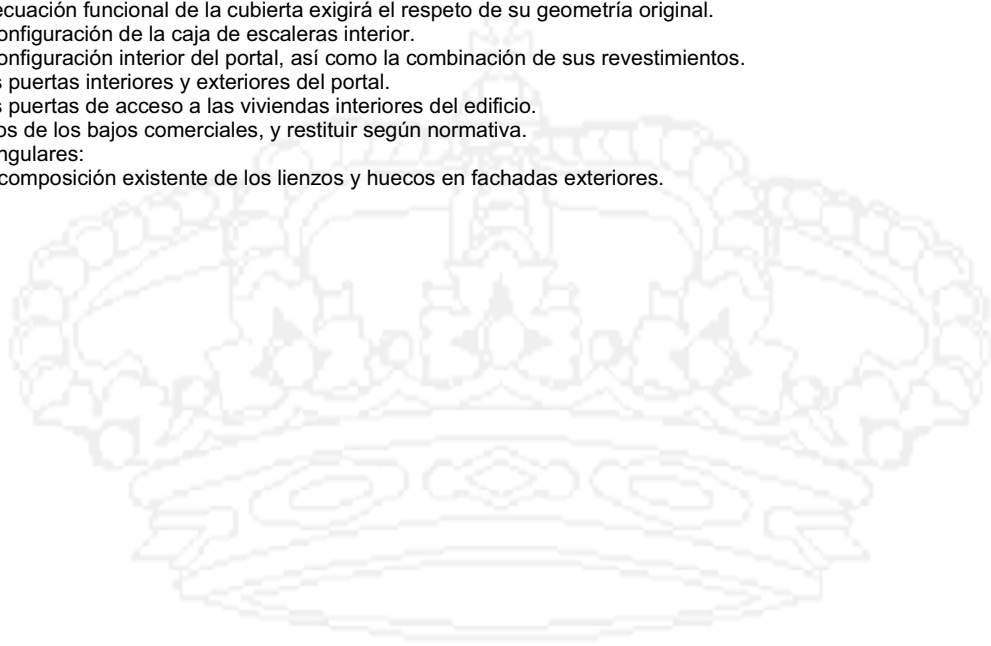 ecuación funcional de la cubierta exigirá el respeto de su geometría original.
onfiguración de la caja de escaleras interior.
onfiguración interior del portal, así como la combinación de sus revestimientos.
s puertas interiores y exteriores del portal.
s puertas de acceso a las viviendas interiores del edificio.
os de los bajos comerciales, y restituir según normativa.
ngulares:
composición existente de los lienzos y huecos en fachadas exteriores.